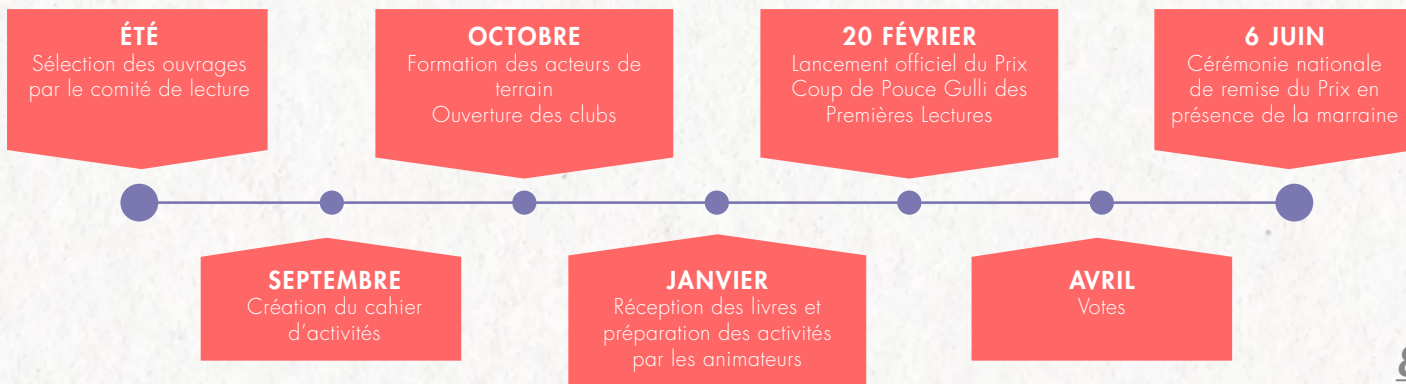 ÉTÉ
Sélection des ouvrages
par le comité de lecture
SEPTEMBRE
Création du cahier
d’activités
OCTOBRE
Formation des acteurs de
terrain
Ouverture des clubs
JANVIER
Réception des livres et
préparation des activités
par les animateurs
20 FÉVRIER
Lancement officiel du Prix
Coup de Pouce Gulli des
Premières Lectures
AVRIL
Votes
6 JUIN
Cérémonie nationale
de remise du Prix en
présence de la marraine